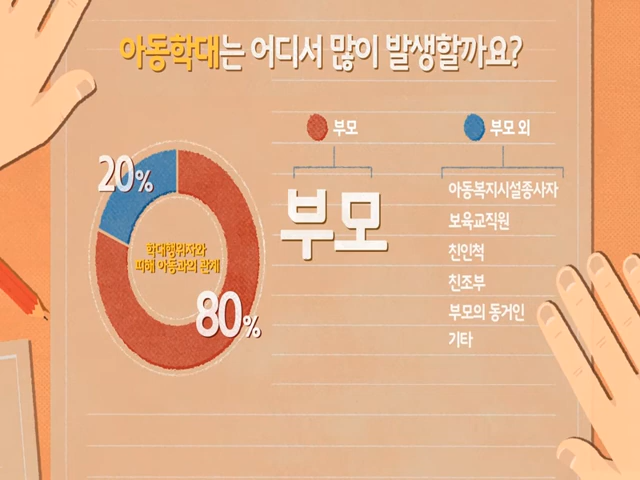 아동학대는 어디서 많이 발생할까요?
부모
부모 외
20%
학대행위자와
피해 아동과의 관계
80%
부모
아동복지시설종사자
보육교직원
친인척
친조부
부모의 동거인
기타